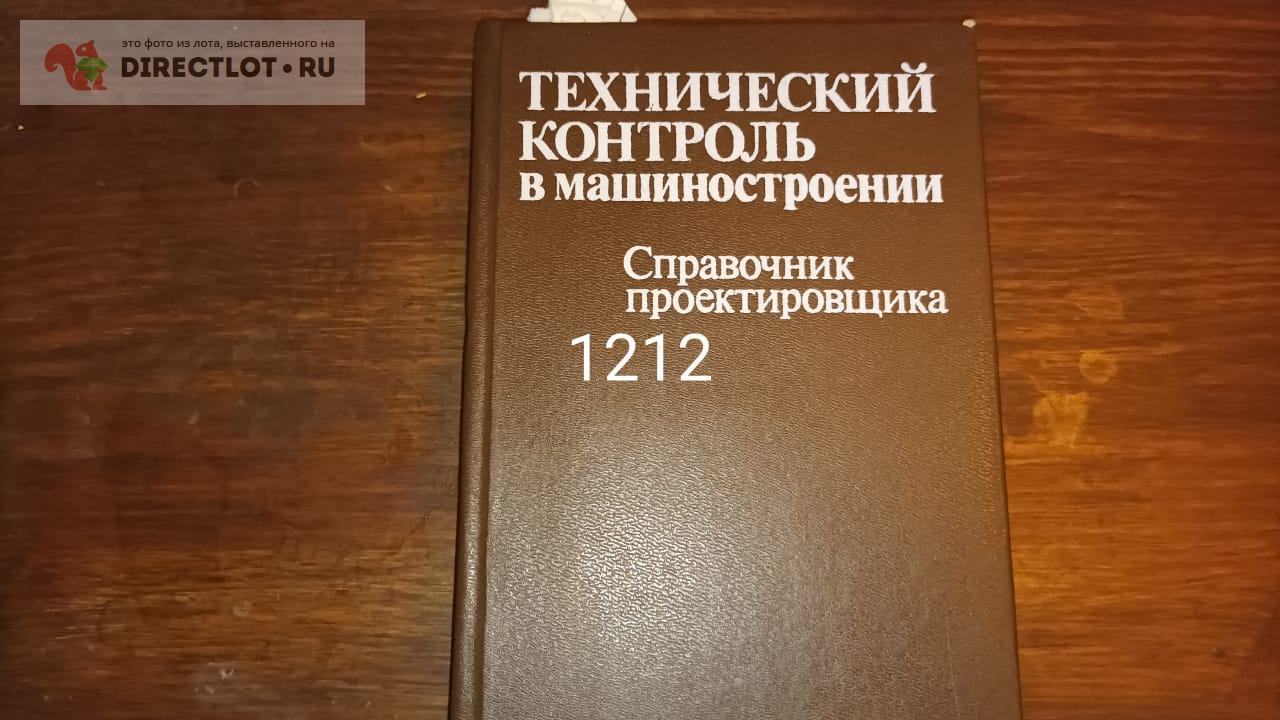 это фото из лота, выставленного на
DIRECTLOT•RU
ТЕХНИЧЕСКИЙ
КОНТРОЛЬ
в машиностроении
Справочник
проектировщика
1212